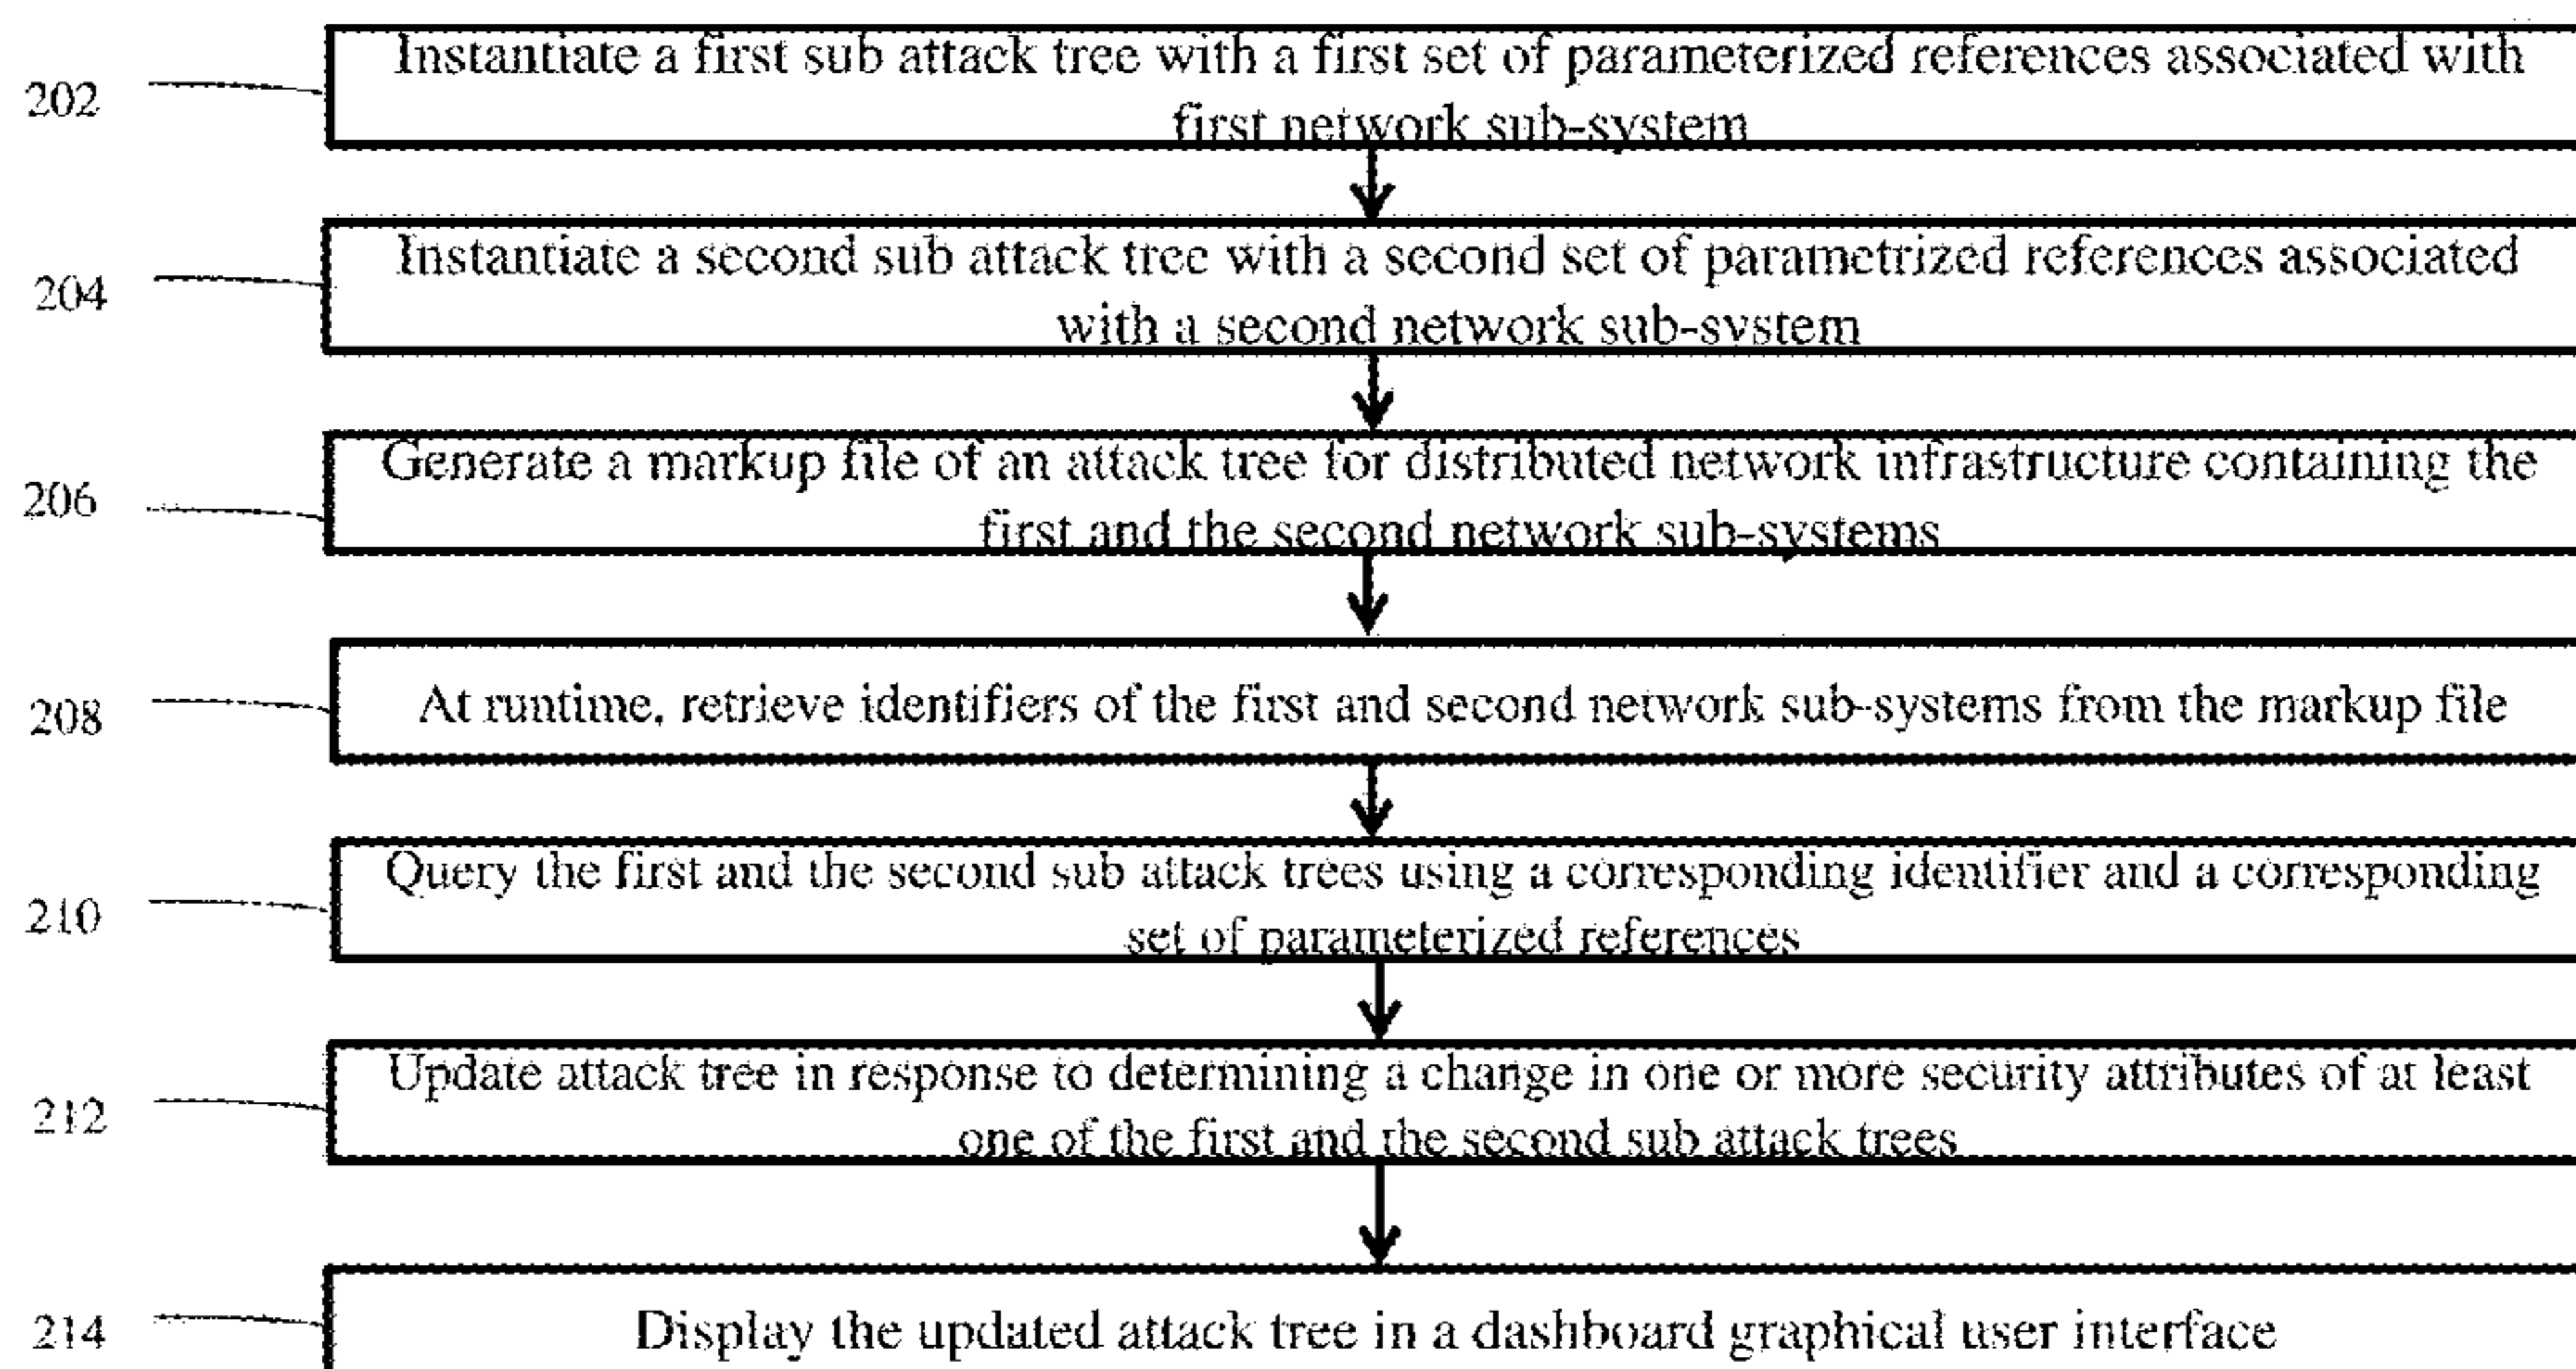 Instantiate a first sub attack tree with a first set of parameterized references associated with
202
first network sub-system
Instantiate a second sub attack tree with a second set of parametrized references associated
204
with a second network sub-system
Generate a markup file of an attack tree for distributed network infrastructure containing the
206
first and the second network sub-systems
208
At runtime, retrieve identifiers of the first and second network sub-systems from the markup file
Query the first and the second sub attack trees using a corresponding identifier and a corresponding
210
set of parameterized references
Update attack tree in response to determining a change in one or more security attributes of at least
212
one of the first and the second sub attack trees
214
Display the updated attack tree in a dashboard graphical user interface